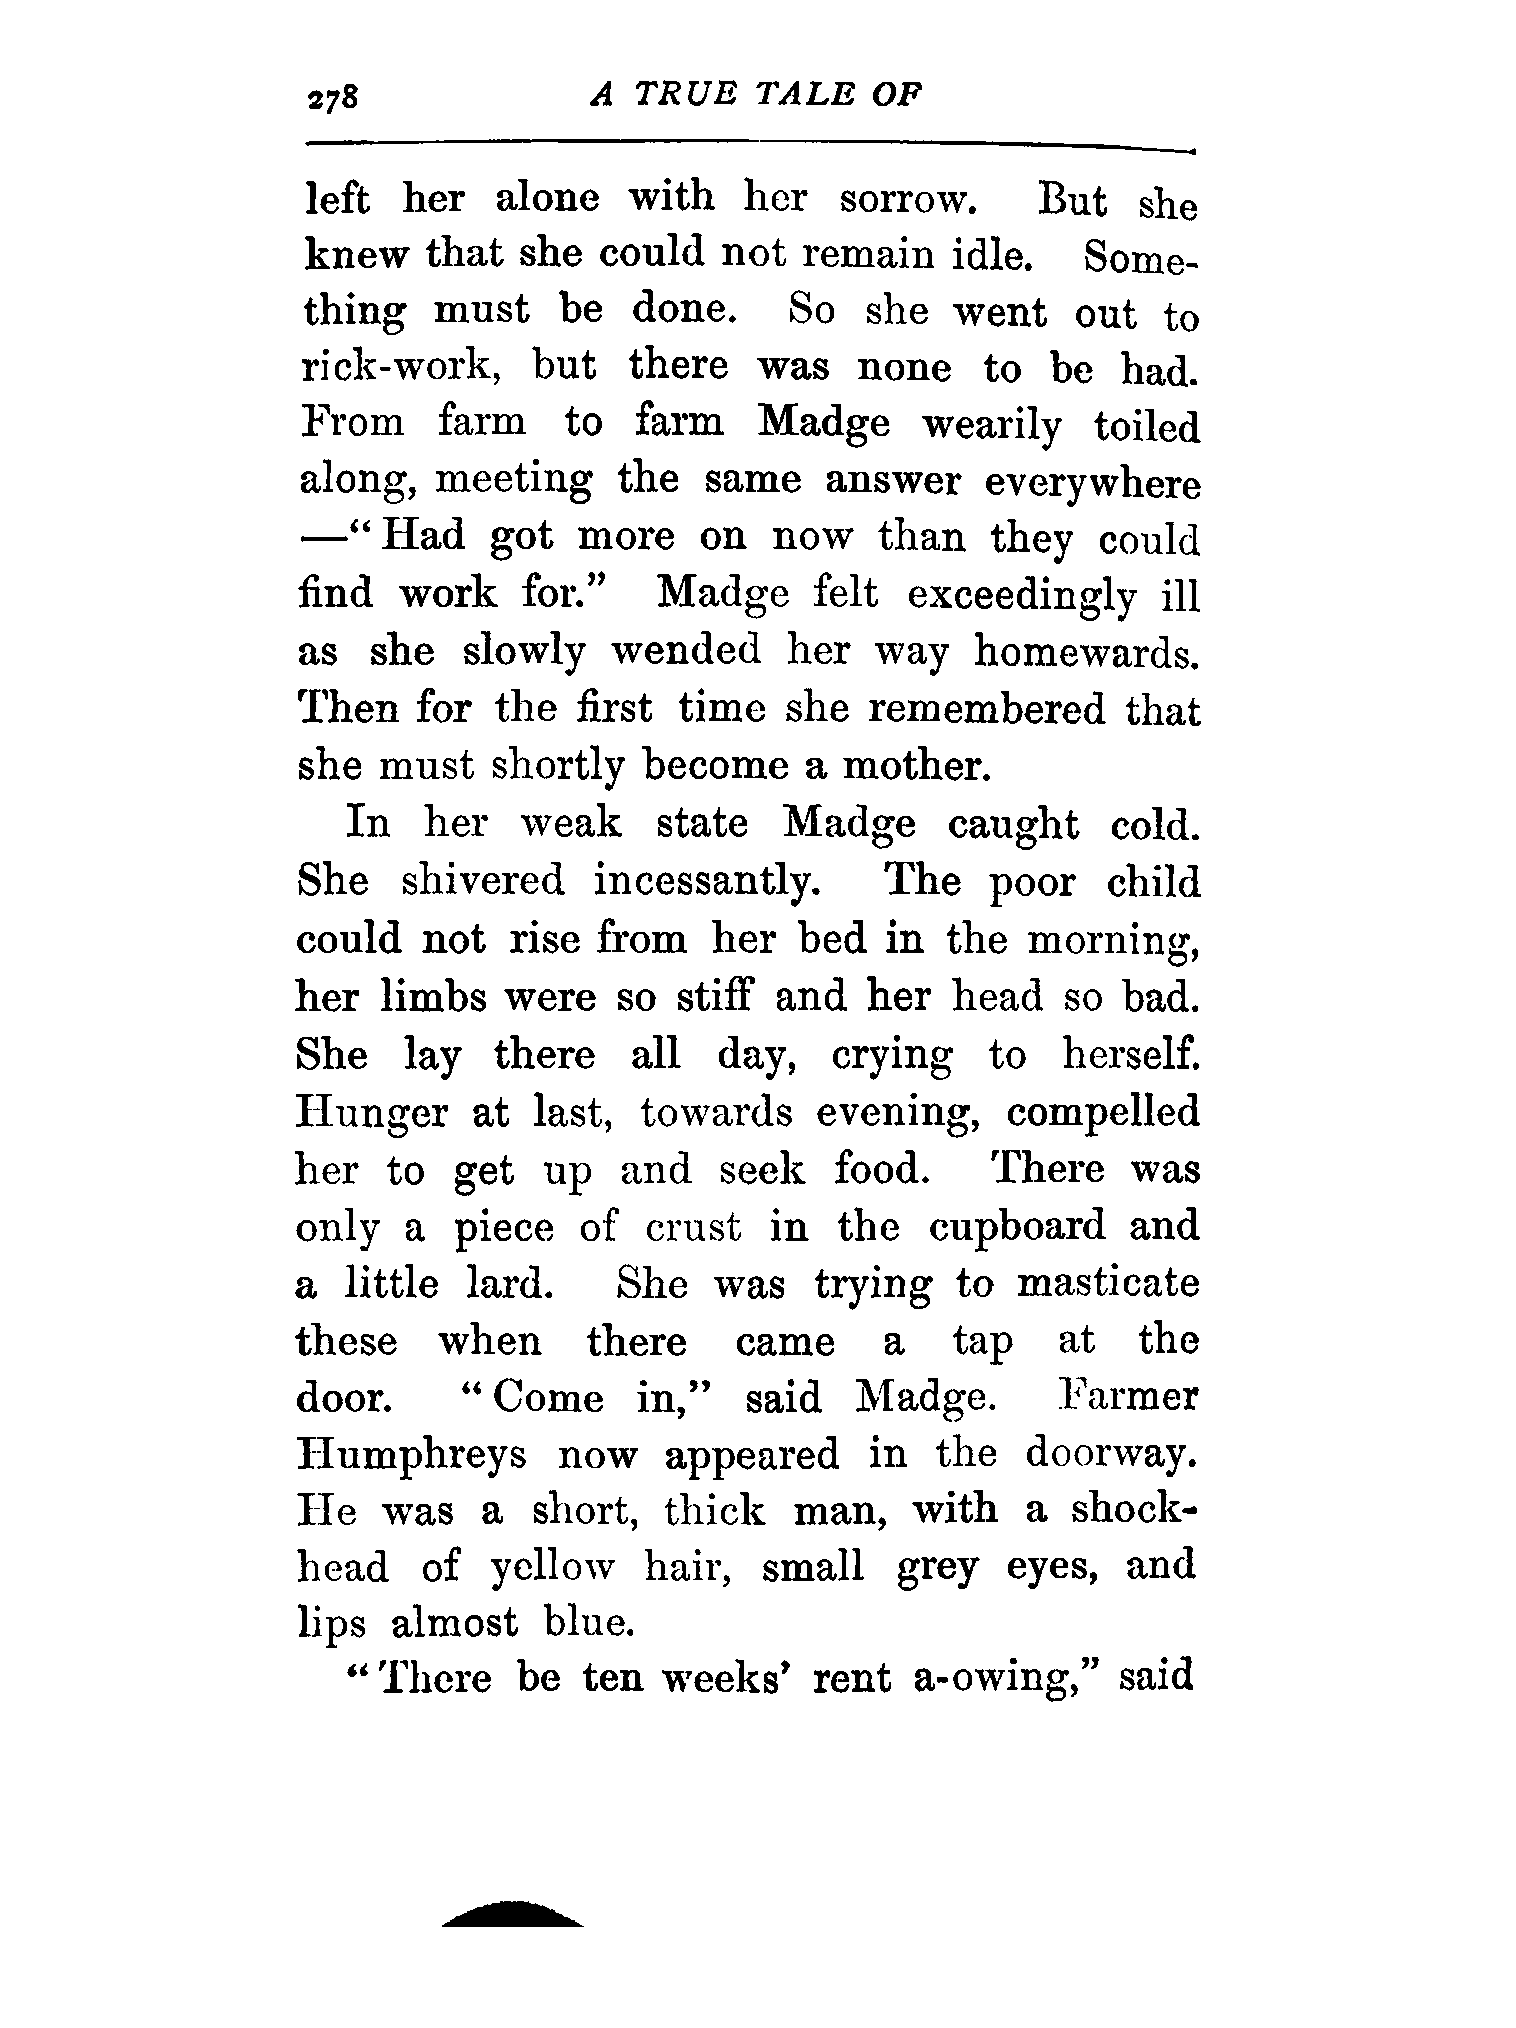 278 A TRUE TALE OF
left her alone with her sorrow. But she
knew that she could not remain idle. Some-
thing must be done. So she went out to
rick-work, but there was none to be had.
From farm to farm Madge wearily toiled
along, meeting the same answer everywhere
—“Had got more on now than they could
find work for.” Madge felt exceedingly ill
as she slowly wended her way homewards.
Then for the first time she remembered that
she must shortly become a mother.
In her weak state Madge caught cold.
She shivered incessantly. The poor child
could not rise from her bed in the morning,
her limbs were so stiff and her head so bad.
She lay there all day, crying to herself.
Hunger at last, towards evening, compelled
her to get up and seek food. There was
only a piece of crust in the cupboard and
a little lard. She was trying to masticate
these when there came a tap at the
door. “Come in,” said Madge. Farmer
Humphreys now appeared in the doorway.
He was a short, thick man, with a shock-
head of yellow hair, small grey eyes, and
lips almost blue.
“There be ten weeks’ rent a-owing,” said